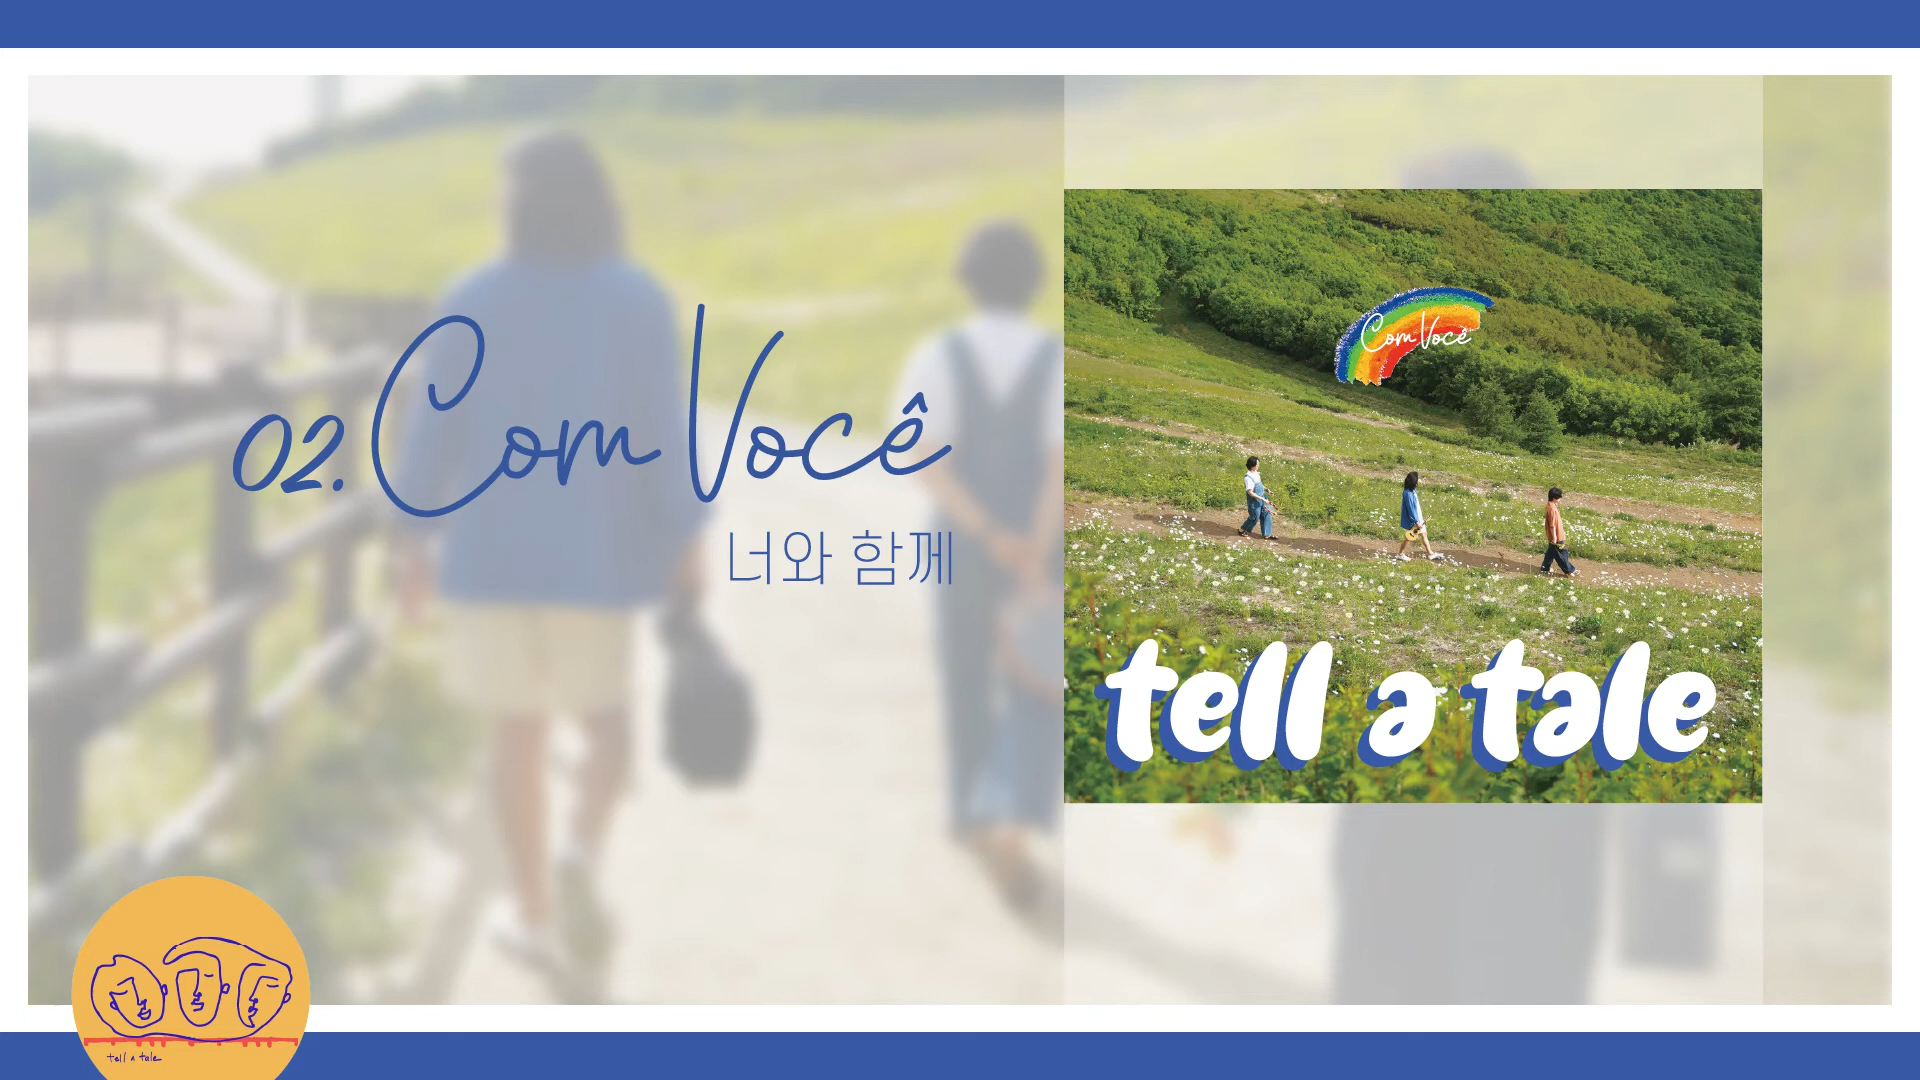 02. Com Você
너와 함께
Com Você
tell a tale
tell a tale